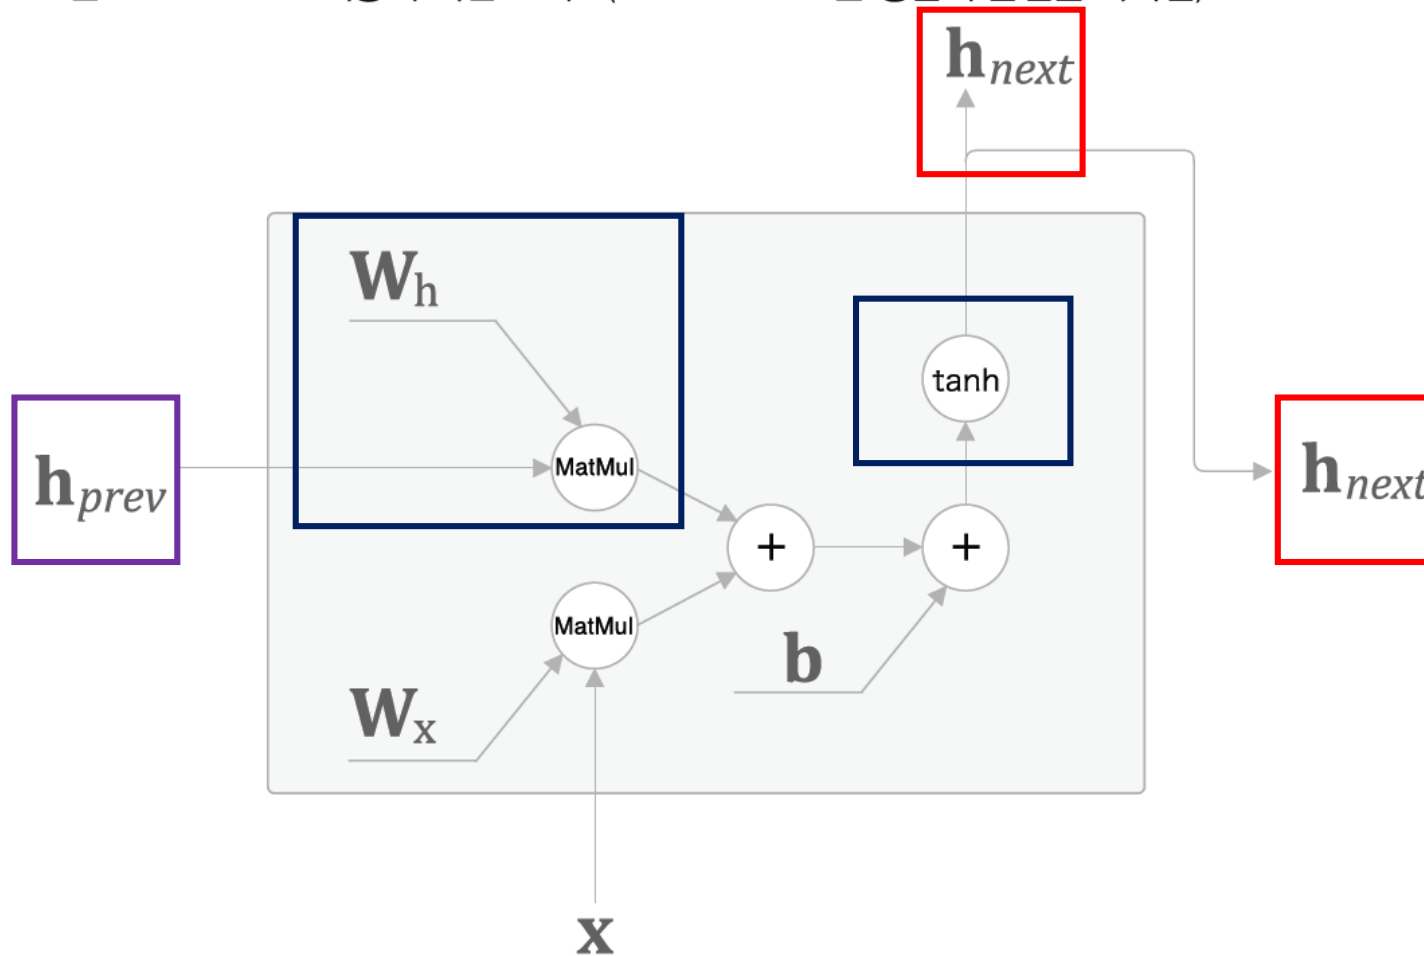 h_next
W_h
tanh
h_prev
MatMul
h_next
+
+
MatMul
b
W_x
x